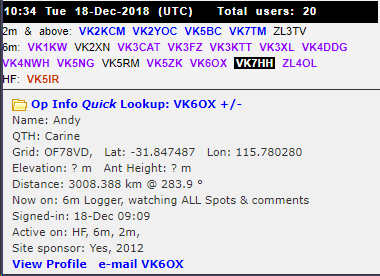 10:34 Tue 18-Dec-2018 (UTC) Total users: 20
2m & above: VK2KCM VK2YOC VK5BC VK7TM ZL3TV
6m: VK1KW VK2XN VK3CAT VK3FZ VK3KTT VK3XL VK4DDG
VK4NWH VK5NG VK5RM VK5ZK VK6OX VK7HH ZL4OL
HF: VK5IR
Op Info Quick Lookup: VK6OX +/-
Name: Andy
QTH: Carine
Grid: OF78VD, Lat: -31.847487 Lon: 115.780280
Elevation: ? m Ant Height: ? m
Distance: 3008.388 km @ 283.9 °
Now on: 6m Logger, watching ALL Spots & comments
Signed-in: 18-Dec 09:09
Active on: HF, 6m, 2m,
Site sponsor: Yes, 2012
View Profile e-mail VK6OX